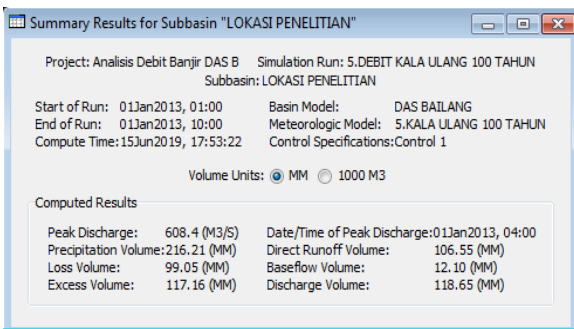 Summary Results for Subbasin "LOKASI PENELITIAN"
Project: Analisis Debit Banjir DAS B Simulation Run: 5.DEBIT KALA ULANG 100 TAHUN
Subbasin: LOKASI PENELITIAN
Start of Run: 01Jan2013, 01:00 Basin Model: DAS BAILANG
End of Run: 01Jan2013, 10:00 Meteorologic Model: 5.KALA ULANG 100 TAHUN
Compute Time:15Jun2019, 17:53:22 Control Specifications:Control 1
Volume Units: MM 1000 M3
Computed Results
Peak Discharge: 608.4 (M3/S) Date/Time of Peak Discharge:01Jan2013, 04:00
Precipitation Volume:216.21 (MM) Direct Runoff Volume: 106.55 (MM)
Loss Volume: 99.05 (MM) Baseflow Volume: 12.10 (MM)
Excess Volume: 117.16 (MM) Discharge Volume: 118.65 (MM)